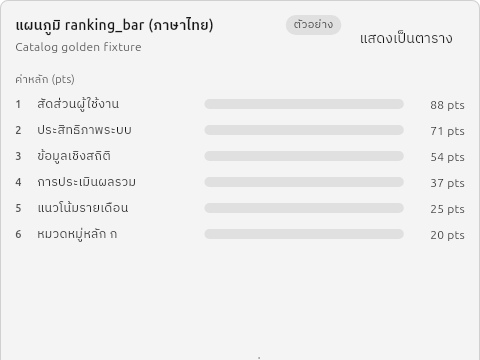 แผนภูมิ ranking_bar (ภาษาไทย)
ตัวอย่าง
แสดงเป็นตาราง
Catalog golden fixture
ค่าหลัก (pts)
1 สัดส่วนผู้ใช้งาน 88 pts
2 ประสิทธิภาพระบบ 71 pts
3 ข้อมูลเชิงสถิติ 54 pts
4 การประเมินผลรวม 37 pts
5 แนวโน้มรายเดือน 25 pts
6 หมวดหมู่หลัก ก 20 pts